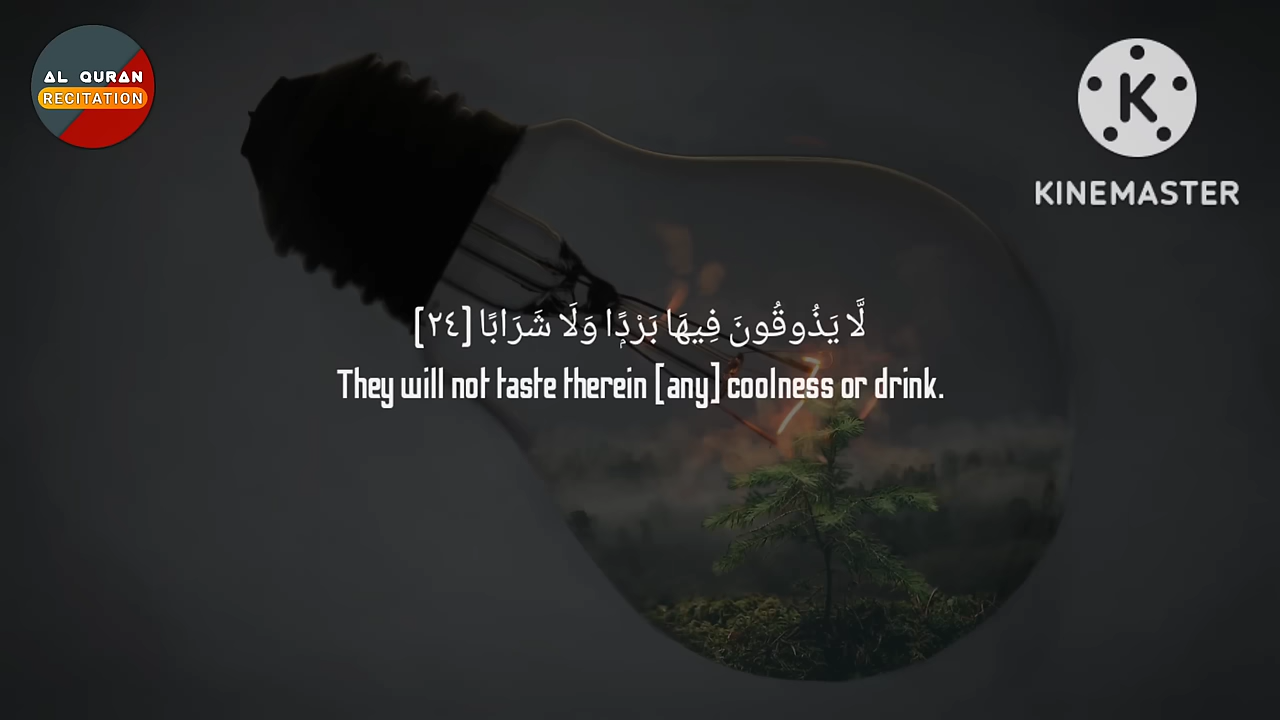 AL QURAN
RECITATION
KINEMASTER
لَّا يَذُوقُونَ فِيهَا بَرْدًۭا وَلَا شَرَابًا [٢٤]
They will not taste therein [any] coolness or drink.